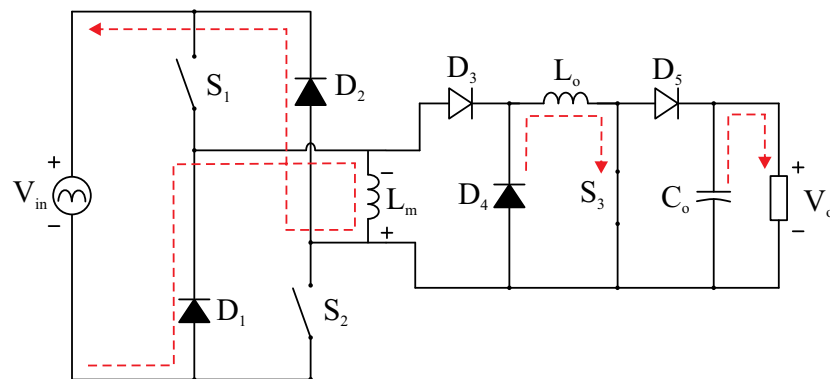 S₁
D₂
D₃
Lₒ
D₅
+
Vᵢₙ
−
−
Lₘ
+
D₄
S₃
Cₒ
+
Vₒ
−
D₁
S₂